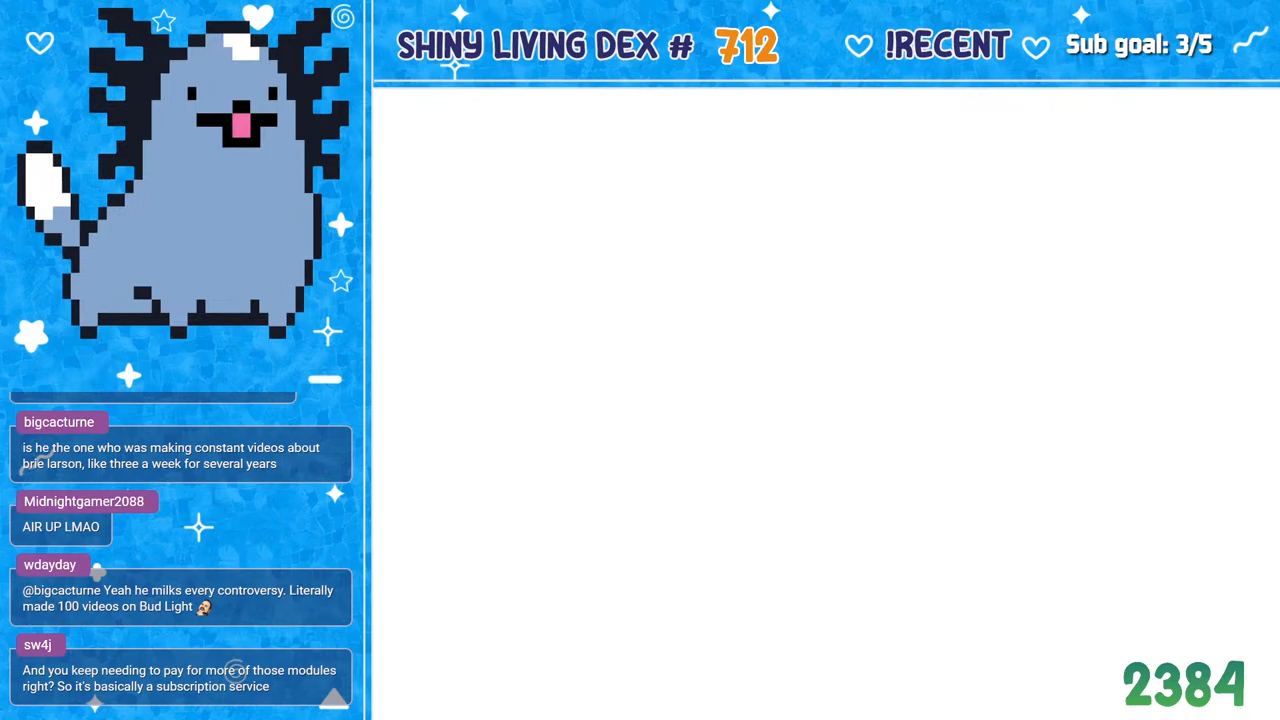 SHINY LIVING DEX # 712 !RECENT Sub goal: 3/5
bigcacturne
is he the one who was making constant videos about
brie larson, like three a week for several years
Midnightgamer2088
AIR UP LMAO
wdayday
@bigcacturne Yeah he milks every controversy. Literally
made 100 videos on Bud Light
sw4j
And you keep needing to pay for more of those modules
right? So it's basically a subscription service
2384